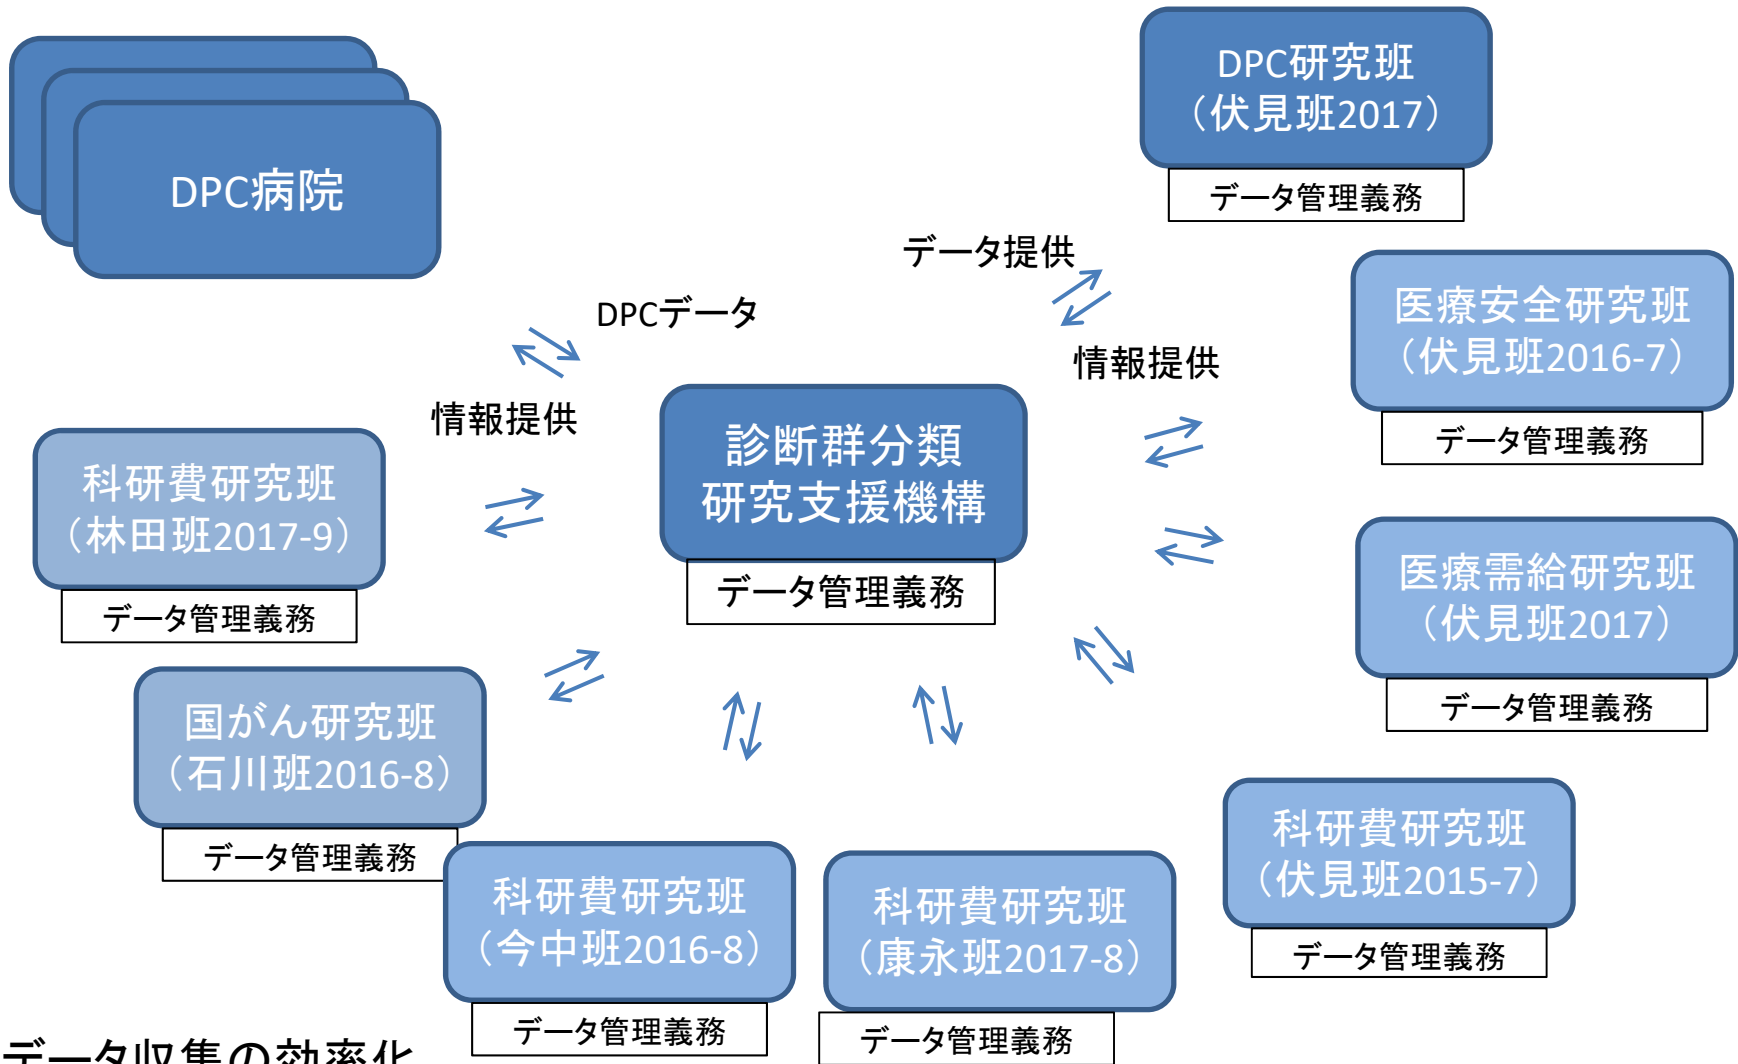 DPC病院
DPC研究班
（伏見班2017）
データ管理義務
データ提供
情報提供
DPCデータ
情報提供
医療安全研究班
（伏見班2016-7）
データ管理義務
診断群分類
研究支援機構
データ管理義務
科研費研究班
（林田班2017-9）
データ管理義務
医療需給研究班
（伏見班2017）
データ管理義務
国がん研究班
（石川班2016-8）
データ管理義務
科研費研究班
（伏見班2015-7）
データ管理義務
科研費研究班
（今中班2016-8）
データ管理義務
科研費研究班
（康永班2017-8）
データ管理義務
データ収集の効率化